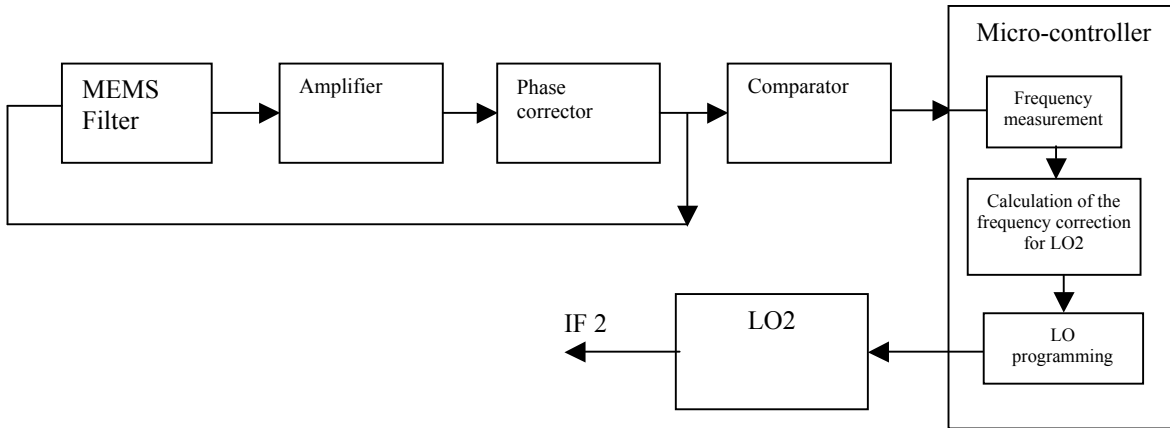 Micro-controller
MEMS
Filter
Amplifier
Phase
corrector
Comparator
Frequency
measurement
Calculation of the
frequency correction
for LO2
LO
programming
LO2
IF 2